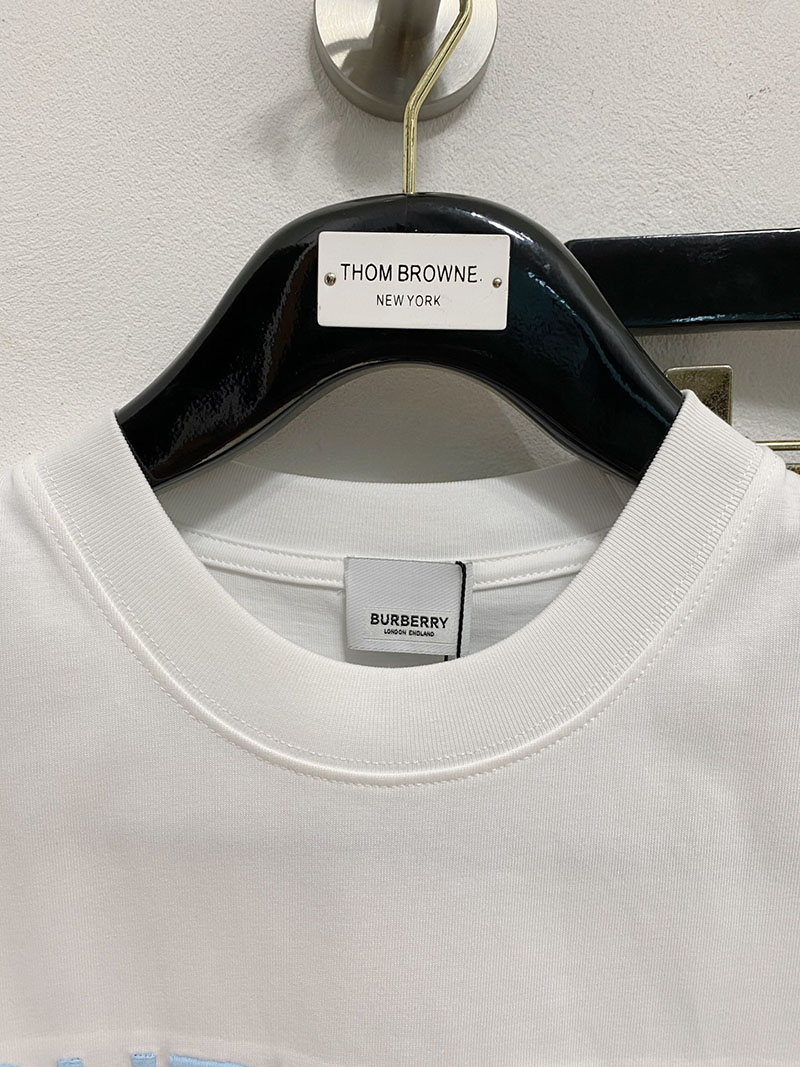 THOM BROWNE.
NEW YORK
BURBERRY
LONDON ENGLAND